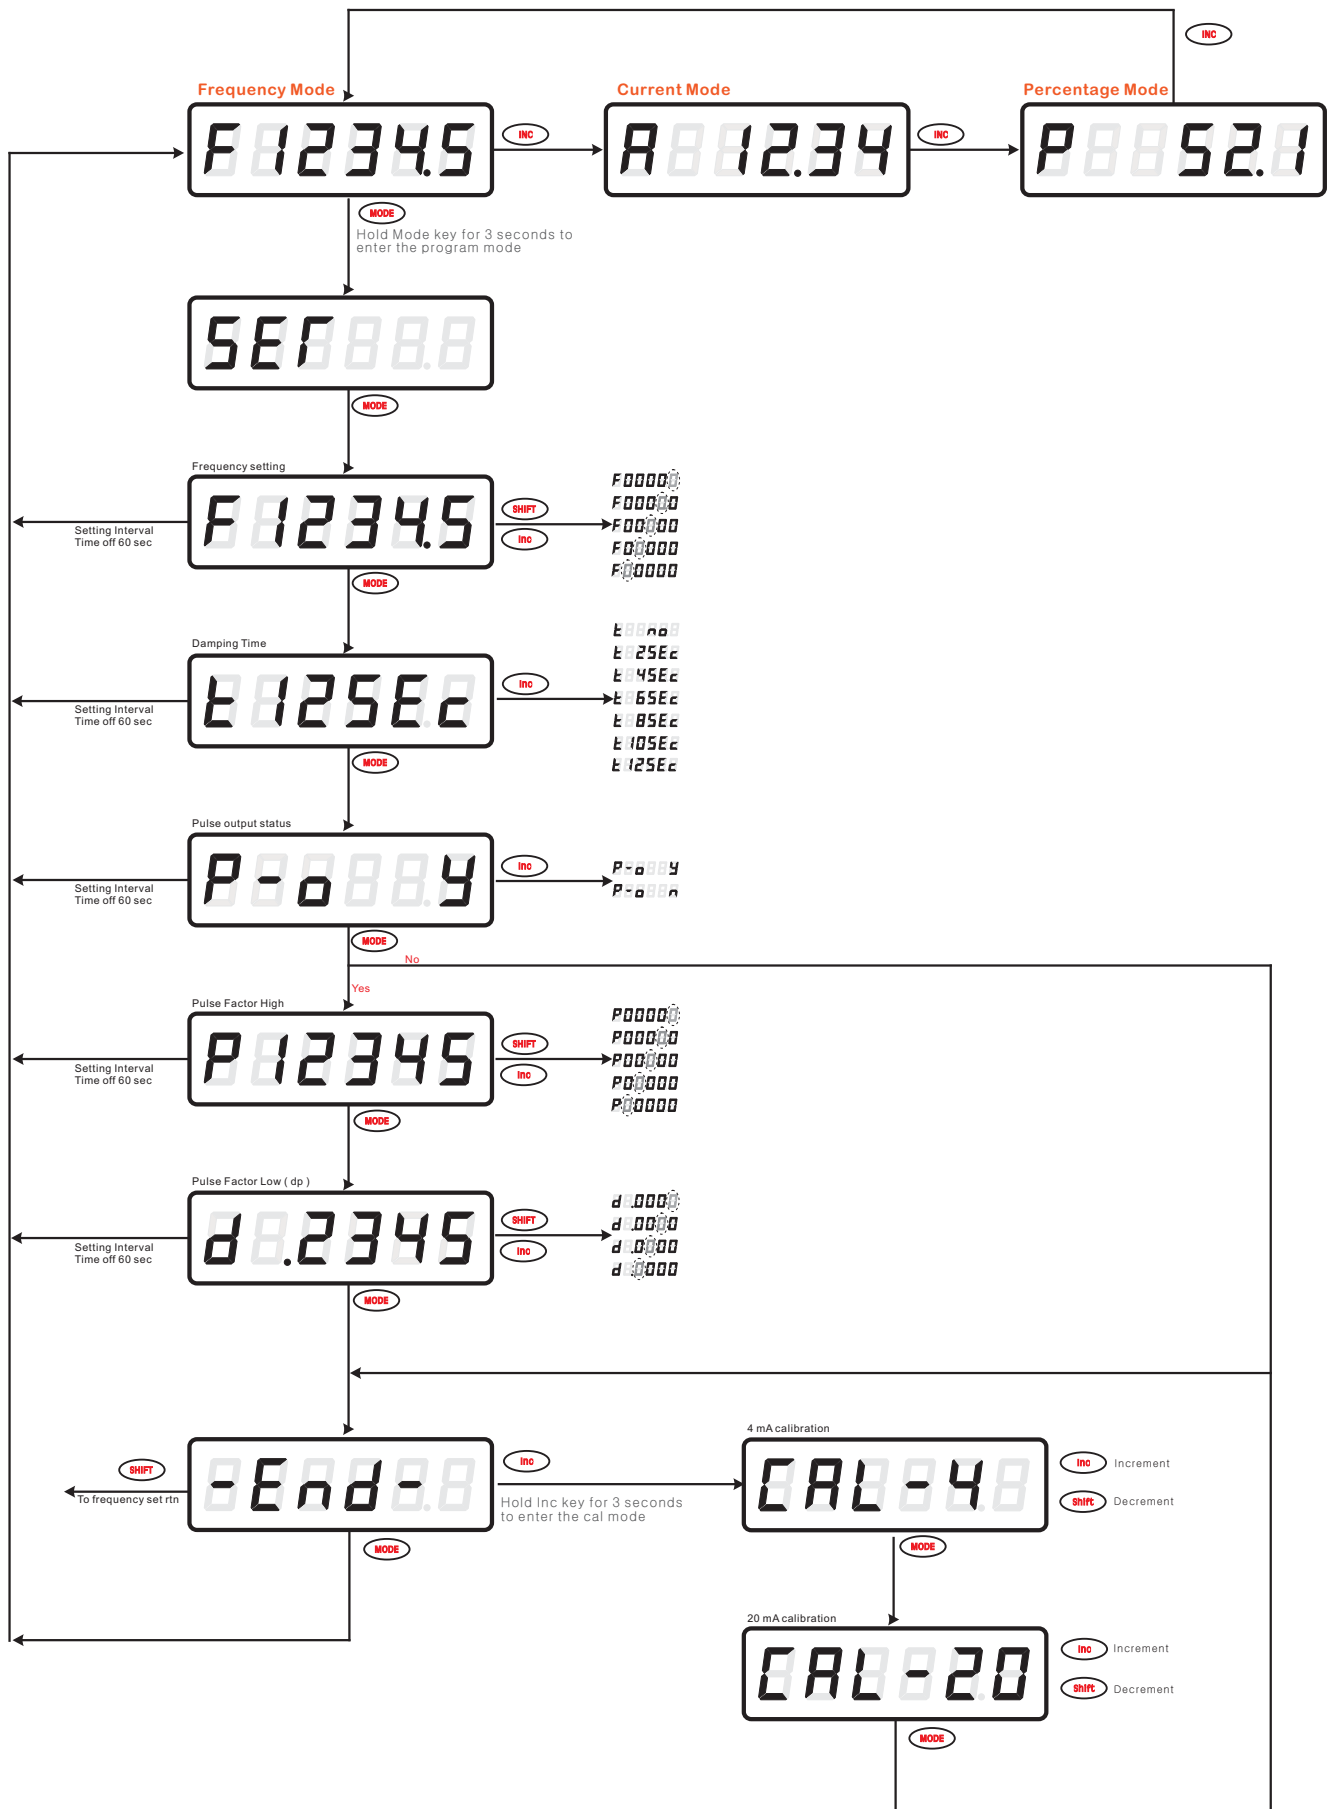 INC
Frequency Mode
Current Mode
Percentage Mode
F1234.5
INC
A 12.34
INC
P 52.1
MODE
Hold Mode key for 3 seconds to
enter the program mode
SET
MODE
Frequency setting
F1234.5
Setting Interval
Time off 60 sec
SHIFT
Inc
F00000
F00000
F00000
F00000
F00000
MODE
Damping Time
t12SEc
Setting Interval
Time off 60 sec
Inc
t no
t 2SEc
t 4SEc
t 6SEc
t 8SEc
t10SEc
t12SEc
MODE
Pulse output status
P-o y
Setting Interval
Time off 60 sec
Inc
P-o y
P-o n
MODE
No
Yes
Pulse Factor High
P12345
Setting Interval
Time off 60 sec
SHIFT
Inc
P00000
P00000
P00000
P00000
P00000
MODE
Pulse Factor Low ( dp )
d .2345
Setting Interval
Time off 60 sec
SHIFT
Inc
d .0000
d .0000
d .0000
d .0000
MODE
-End-
SHIFT
To frequency set rtn
Inc
Hold Inc key for 3 seconds
to enter the cal mode
MODE
4 mA calibration
CAL-4
Inc Increment
Shift Decrement
MODE
20 mA calibration
CAL-20
Inc Increment
Shift Decrement
MODE